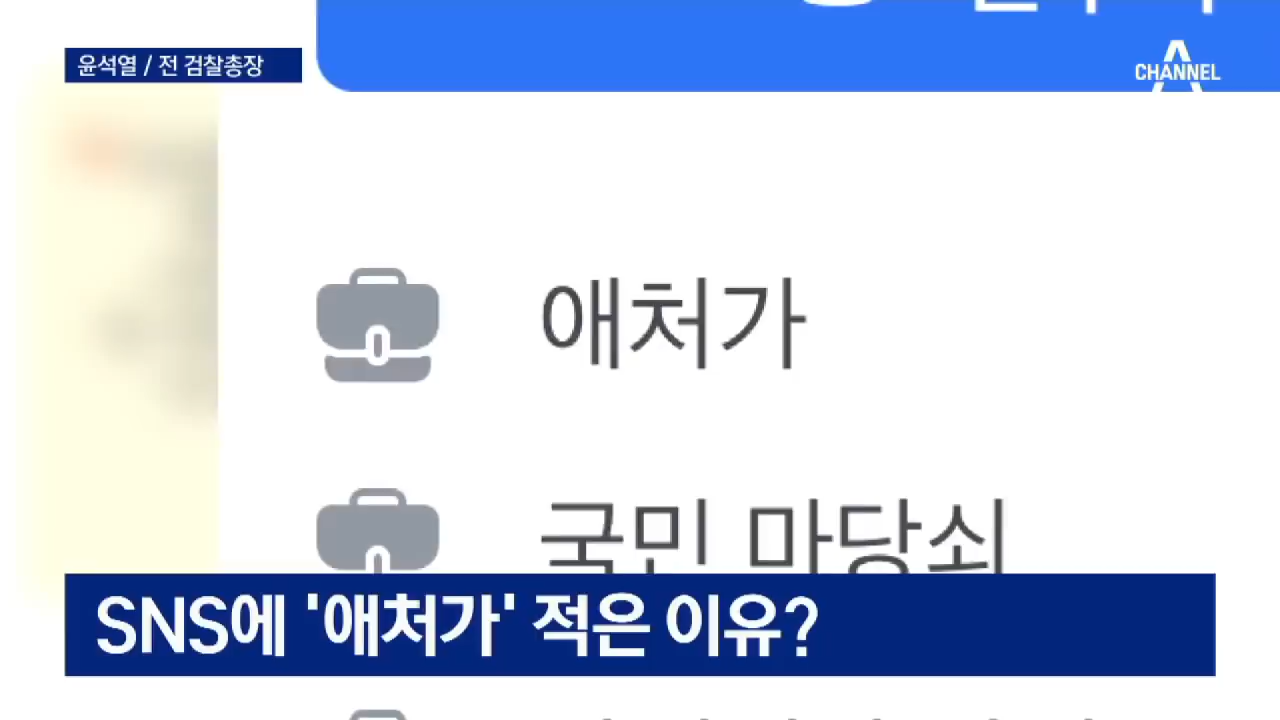 윤석열 / 전 검찰총장
CHANNEL A
애처가
국민 마당쇠
SNS에 '애처가' 적은 이유?